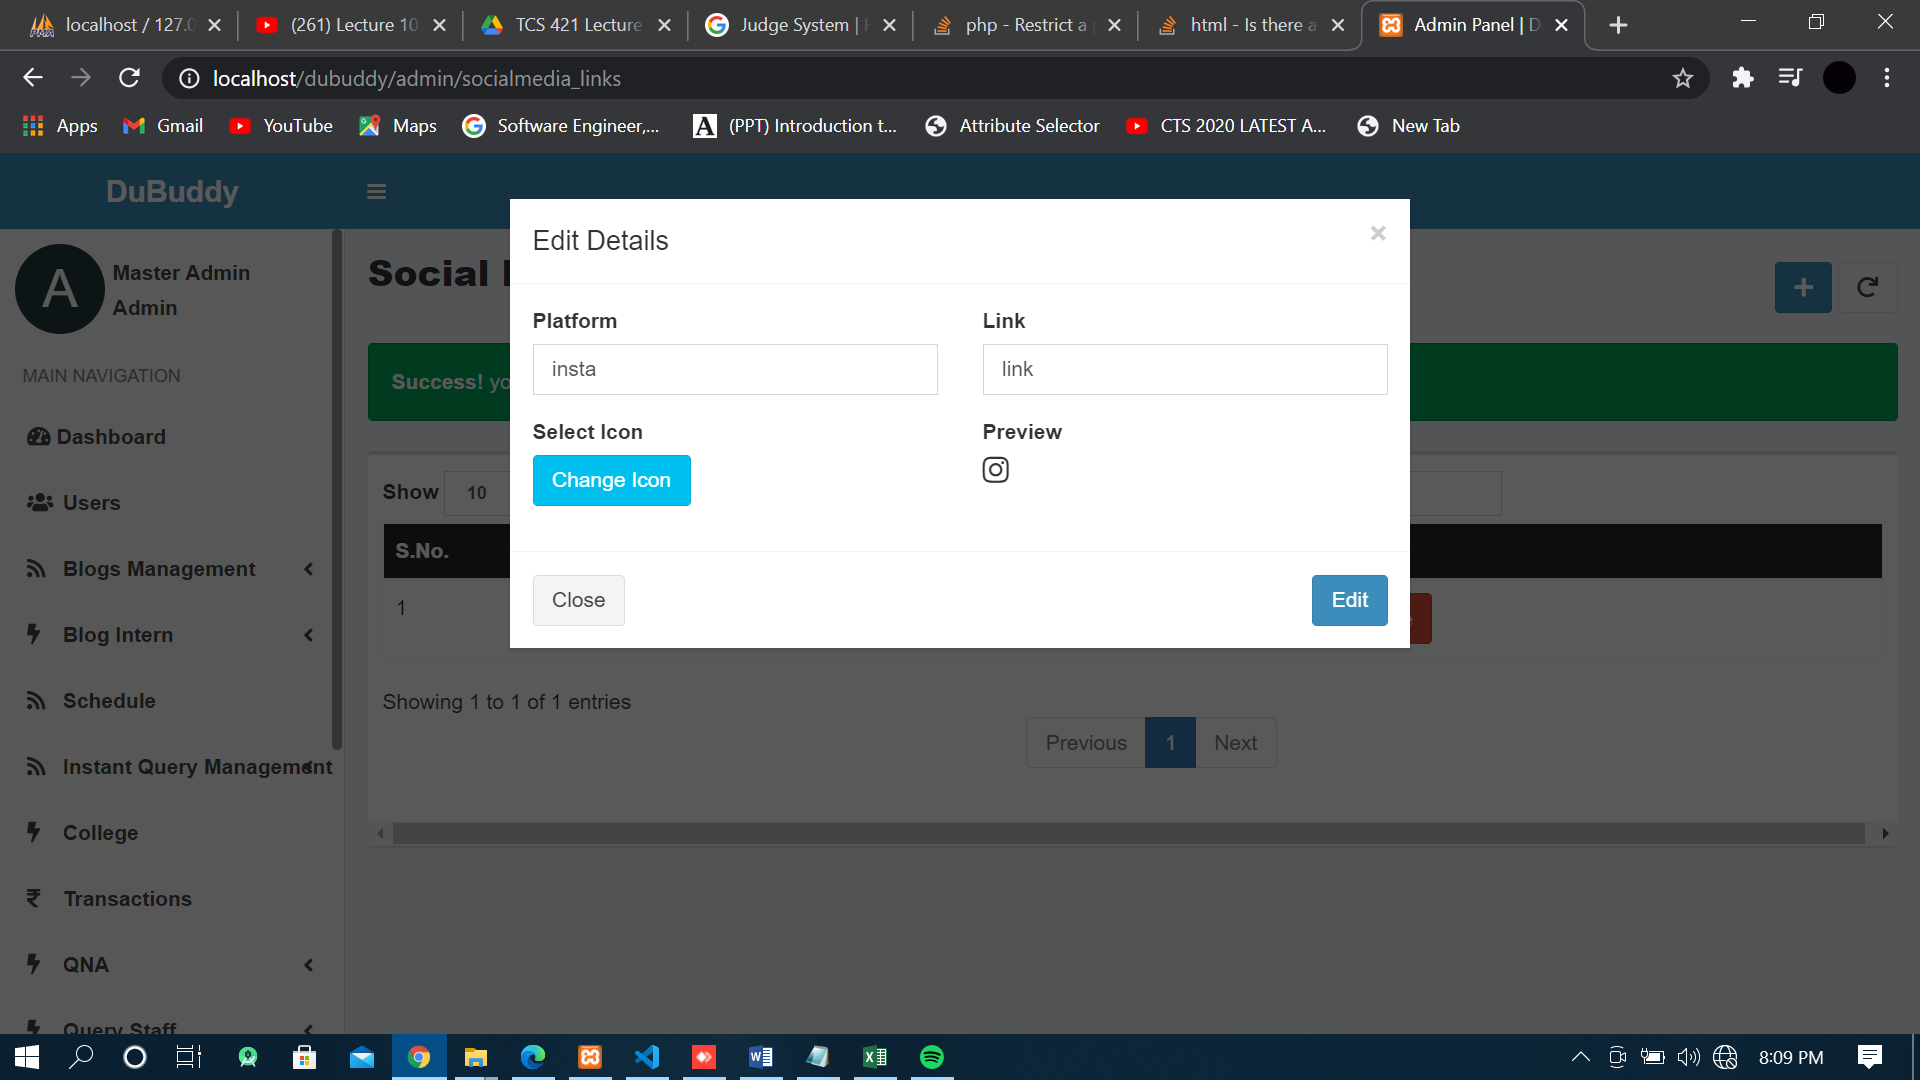 localhost / 127.0
(261) Lecture 10
TCS 421 Lecture
Judge System |
php - Restrict a
html - Is there a
Admin Panel | D
localhost/dubuddy/admin/socialmedia_links
Apps
Gmail
YouTube
Maps
Software Engineer,...
A
(PPT) Introduction t...
Attribute Selector
CTS 2020 LATEST A...
New Tab
DuBuddy
A
Master Admin
Admin
MAIN NAVIGATION
Dashboard
Users
Blogs Management
Blog Intern
Schedule
Instant Query Management
College
Transactions
QNA
Query Staff
Social
Success! yo
Show 10
S.No.
1
Showing 1 to 1 of 1 entries
Previous 1 Next
Edit Details
×
Platform
Link
insta
link
Select Icon
Preview
Change Icon
Close
Edit
8:09 PM